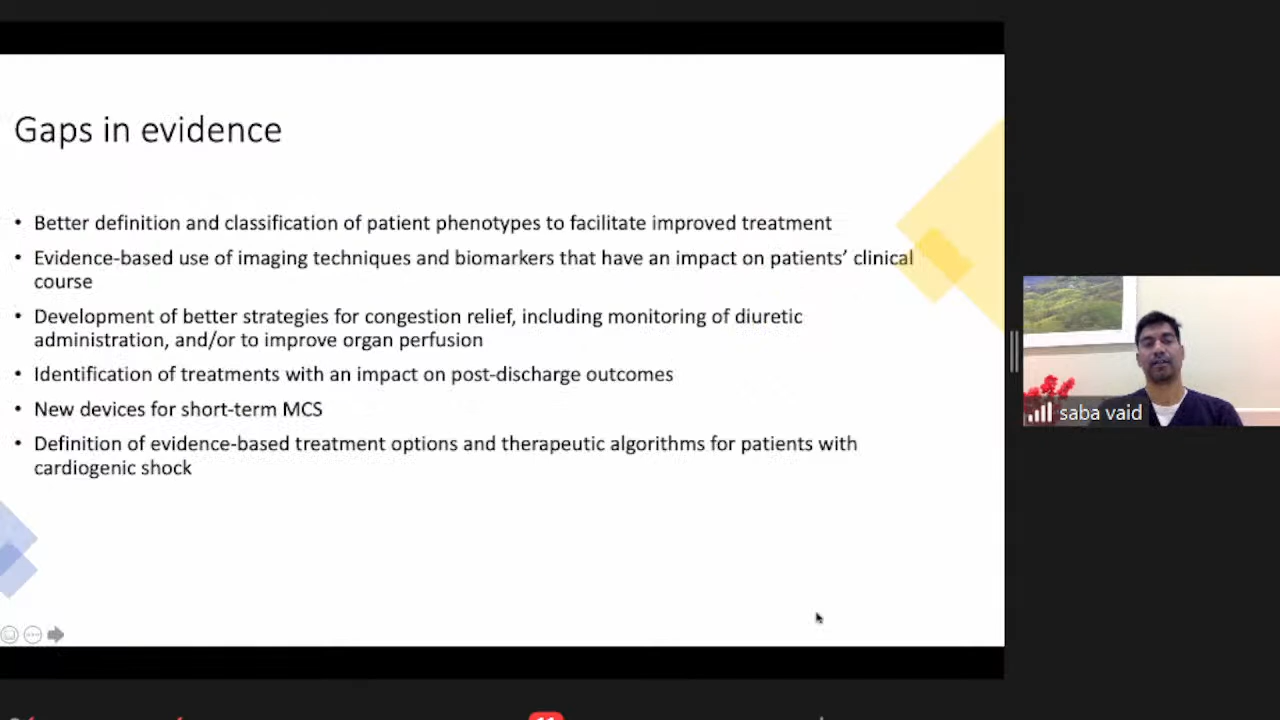 Gaps in evidence
• Better definition and classification of patient phenotypes to facilitate improved treatment
• Evidence-based use of imaging techniques and biomarkers that have an impact on patients’ clinical
course
• Development of better strategies for congestion relief, including monitoring of diuretic
administration, and/or to improve organ perfusion
• Identification of treatments with an impact on post-discharge outcomes
• New devices for short-term MCS
• Definition of evidence-based treatment options and therapeutic algorithms for patients with
cardiogenic shock
saba vaid